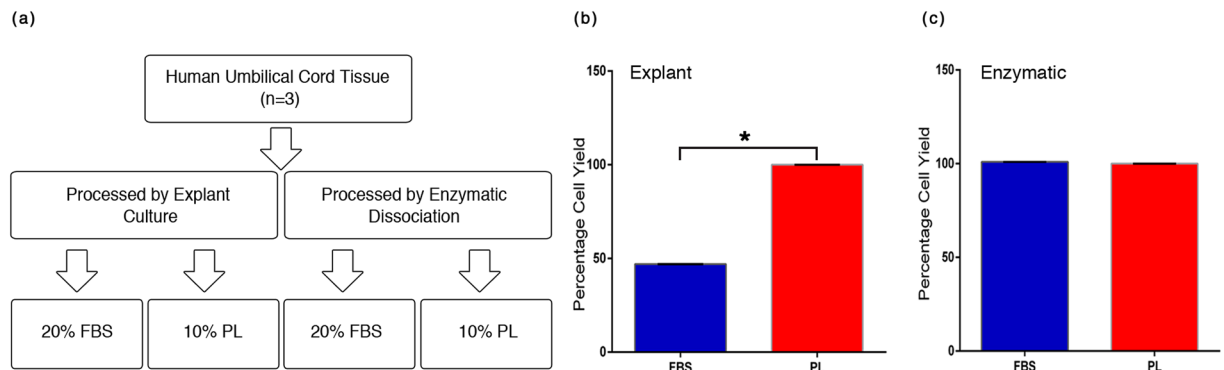 (a)
Human Umbilical Cord Tissue
(n=3)
Processed by Explant
Culture
Processed by Enzymatic
Dissociation
20% FBS
10% PL
20% FBS
10% PL
(b)
Explant
Percentage Cell Yield
150
100
50
0
*
FBS
PL
(c)
Enzymatic
Percentage Cell Yield
150
100
50
0
FBS
PL